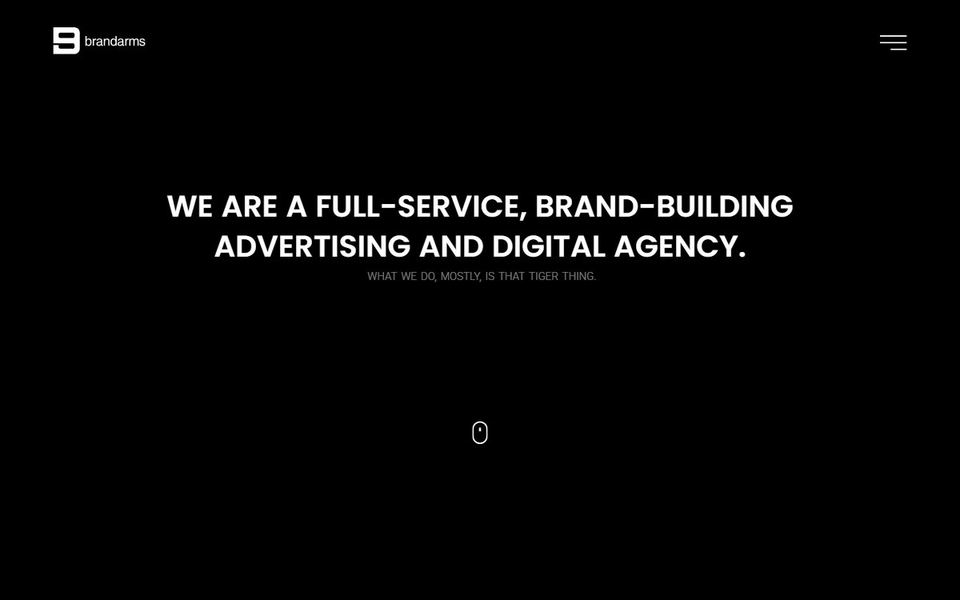 brandarms
WE ARE A FULL-SERVICE, BRAND-BUILDING
ADVERTISING AND DIGITAL AGENCY.
WHAT WE DO, MOSTLY, IS THAT TIGER THING.